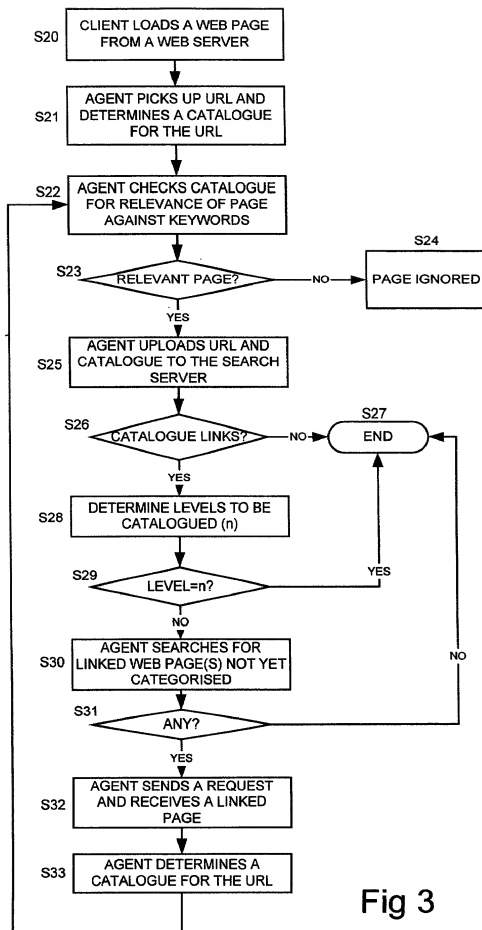 S20
CLIENT LOADS A WEB PAGE
FROM A WEB SERVER
S21
AGENT PICKS UP URL AND
DETERMINES A CATALOGUE
FOR THE URL
S22
AGENT CHECKS CATALOGUE
FOR RELEVANCE OF PAGE
AGAINST KEYWORDS
S23
RELEVANT PAGE?
NO
S24
PAGE IGNORED
YES
S25
AGENT UPLOADS URL AND
CATALOGUE TO THE SEARCH
SERVER
S26
CATALOGUE LINKS?
NO
S27
END
YES
S28
DETERMINE LEVELS TO BE
CATALOGUED (n)
S29
LEVEL=n?
YES
NO
S30
AGENT SEARCHES FOR
LINKED WEB PAGE(S) NOT YET
CATEGORISED
NO
S31
ANY?
YES
S32
AGENT SENDS A REQUEST
AND RECEIVES A LINKED
PAGE
S33
AGENT DETERMINES A
CATALOGUE FOR THE URL
Fig 3